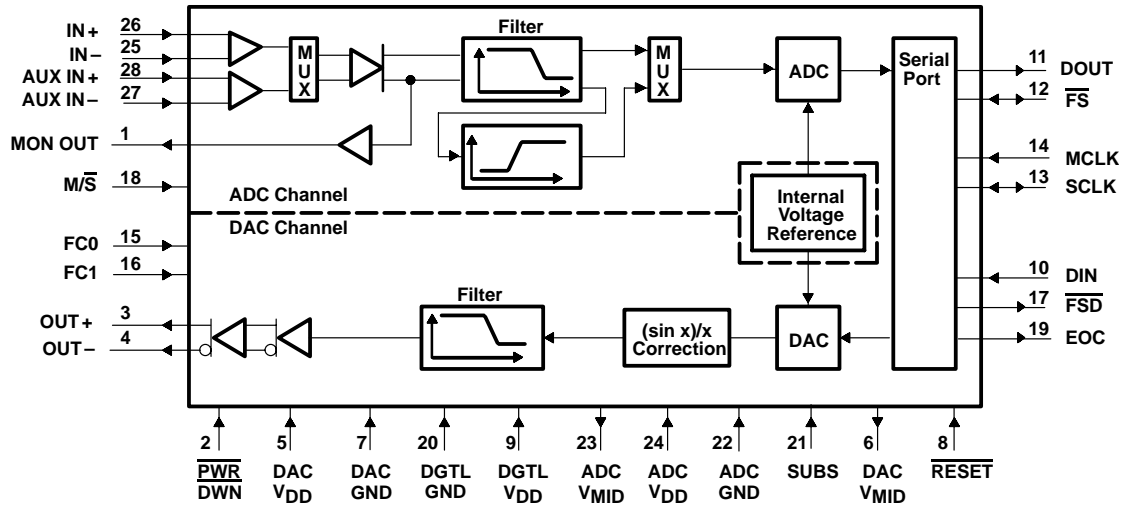 IN+ 26
IN− 25
AUX IN+ 28
AUX IN− 27
MON OUT 1
M/S̅ 18
FC0 15
FC1 16
OUT+ 3
OUT− 4
MUX
Filter
MUX
ADC
Serial
Port
11 DOUT
12 F̅S̅
14 MCLK
13 SCLK
10 DIN
17 F̅S̅D̅
19 EOC
ADC Channel
DAC Channel
Internal
Voltage
Reference
Filter
(sin x)/x
Correction
DAC
2 5 7 20 9 23 24 22 21 6 8
P̅W̅R̅ DAC DAC DGTL DGTL ADC ADC ADC SUBS DAC R̅E̅S̅E̅T̅
D̅W̅N̅ VDD GND GND VDD VMID VDD GND VMID